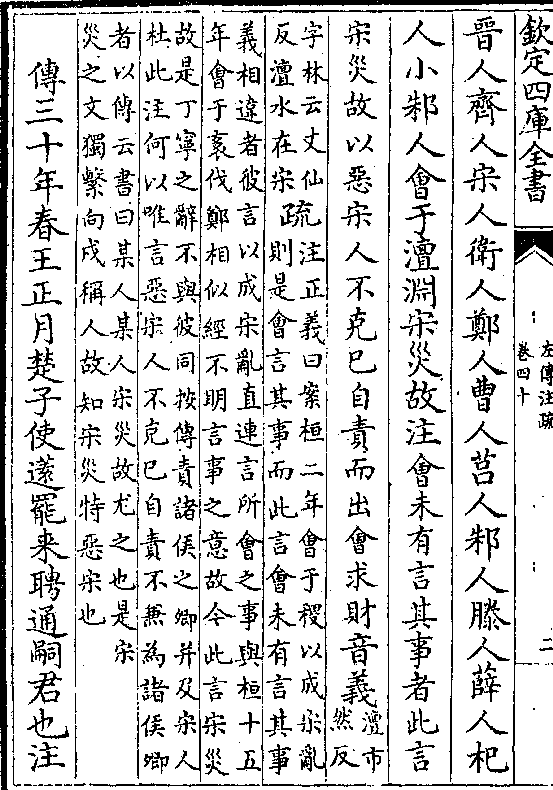 欽定四庫全書
左傳注疏
卷四十
二
晉人齊人宋人衛人鄭人曹人莒人邾人滕人薛人杞
人小邾人會于澶淵宋災故注會未有言其事者此言
宋災故以惡宋人不克已自責而出會求財音義
澶市
然反
字林云丈仙
反澶水在宋
疏
注正義曰案桓二年會于稷以成宋亂
則是會言其事而此言會未有言其事
義相違者彼言以成宋亂直連言所會之事與桓十五
年會于袲伐鄭相似經不明言事之意故今此言宋災
故是丁寧之辭不與彼同按傳責諸侯之卿并及宋人
杜此注何以唯言惡宋人不克已自責不無為諸侯卿
者以傳云書曰某人某人宋災故尤之也是宋
災之文獨繫向戌稱人故知宋災特惡宋也
傳三十年春王正月楚子使薳罷来聘通嗣君也注